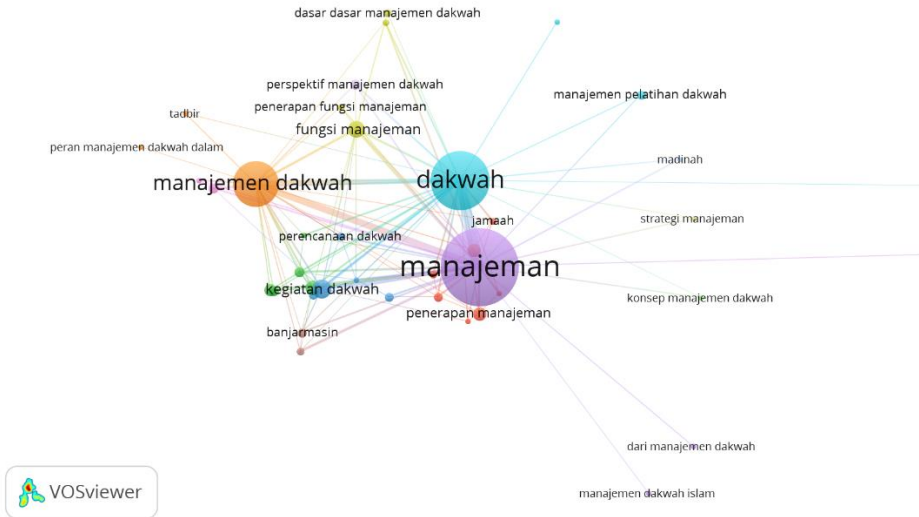 dasar dasar manajemen dakwah
perspektif manajemen dakwah
manajemen pelatihan dakwah
penerapan fungsi manajeman
tadbir
fungsi manajeman
peran manajemen dakwah dalam
madinah
manajemen dakwah
dakwah
jamaah
strategi manajeman
perencanaan dakwah
manajeman
kegiatan dakwah
konsep manajemen dakwah
penerapan manajeman
banjarmasin
dari manajemen dakwah
manajemen dakwah islam
VOSviewer